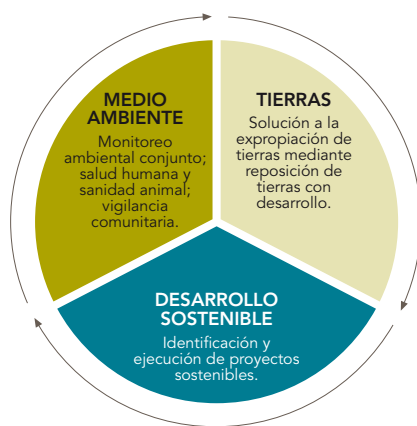 MEDIO
AMBIENTE
Monitoreo
ambiental conjunto;
salud humana y
sanidad animal;
vigilancia
comunitaria.
TIERRAS
Solución a la
expropiación de
tierras mediante
reposición de
tierras con
desarrollo.
DESARROLLO
SOSTENIBLE
Identificación y
ejecución de proyectos
sostenibles.